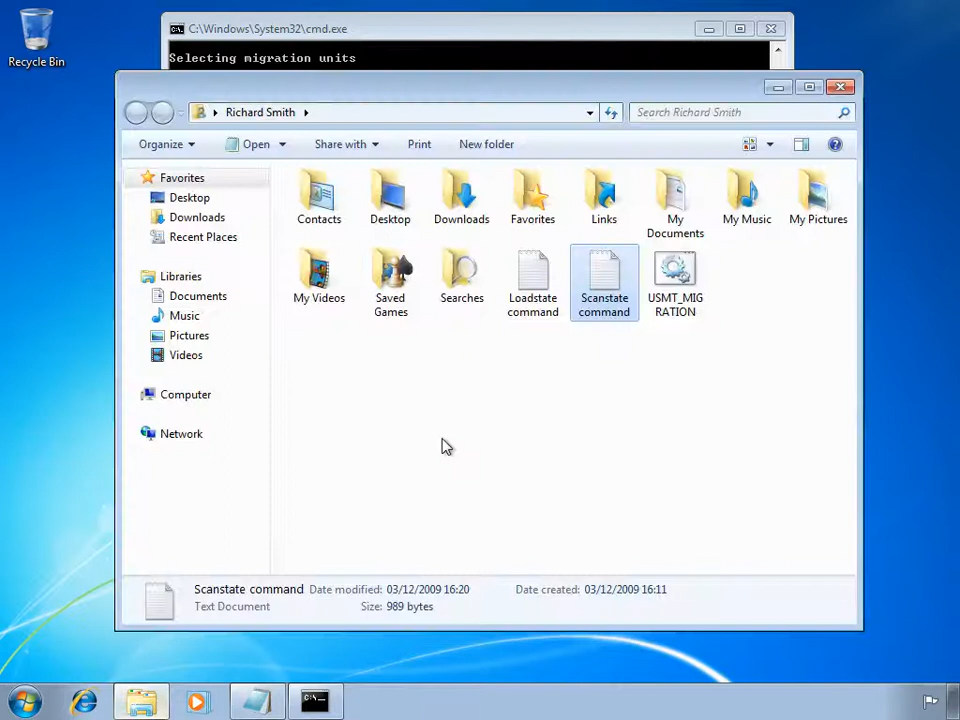 Recycle Bin
C:\Windows\System32\cmd.exe
Selecting migration units
Richard Smith
Search Richard Smith
Organize
Open
Share with
Print
New folder
Favorites
Desktop
Downloads
Recent Places
Libraries
Documents
Music
Pictures
Videos
Computer
Network
Contacts
Desktop
Downloads
Favorites
Links
My
Documents
My Music
My Pictures
My Videos
Saved
Games
Searches
Loadstate
command
Scanstate
command
USMT_MIG
RATION
Scanstate command Date modified: 03/12/2009 16:20 Date created: 03/12/2009 16:11
Text Document Size: 989 bytes